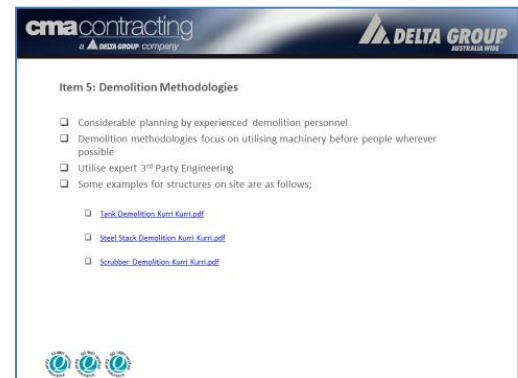 cmacontracting
a DELTA GROUP company
DELTA GROUP
AUSTRALIA WIDE
Item 5: Demolition Methodologies
Considerable planning by experienced demolition personnel
Demolition methodologies focus on utilising machinery before people wherever
possible
Utilise expert 3rd Party Engineering
Some examples for structures on site are as follows;
Tank Demolition Kurri Kurri.pdf
Steel Stack Demolition Kurri Kurri.pdf
Scrubber Demolition Kurri Kurri.pdf